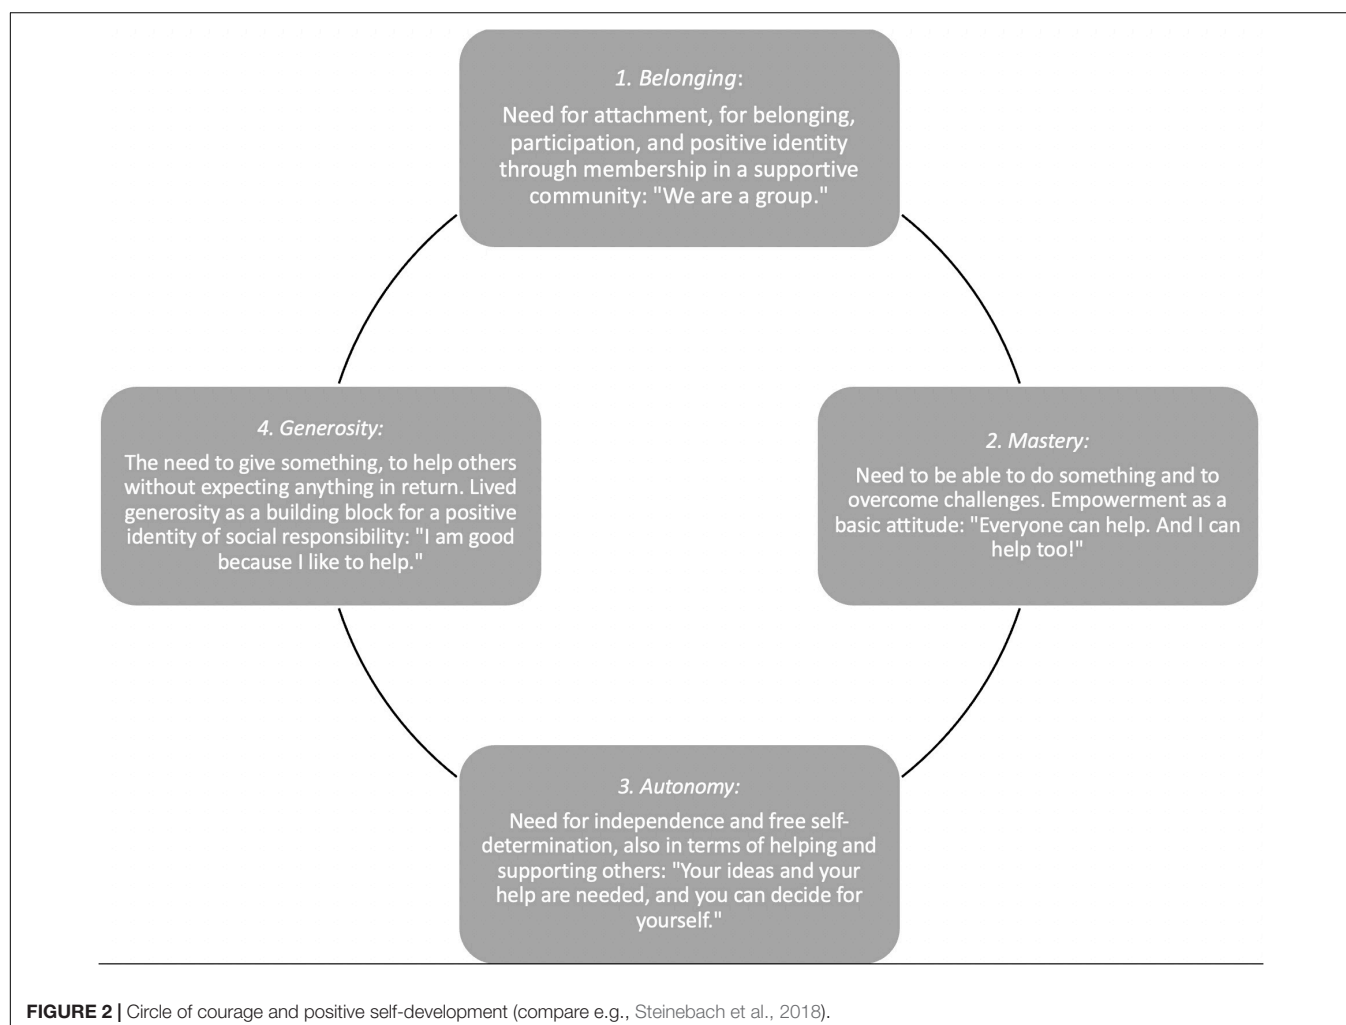 1. Belonging:
Need for attachment, for belonging,
participation, and positive identity
through membership in a supportive
community: "We are a group."
2. Mastery:
Need to be able to do something and to
overcome challenges. Empowerment as a
basic attitude: "Everyone can help. And I can
help too!"
3. Autonomy:
Need for independence and free self-
determination, also in terms of helping and
supporting others: "Your ideas and your
help are needed, and you can decide for
yourself."
4. Generosity:
The need to give something, to help others
without expecting anything in return. Lived
generosity as a building block for a positive
identity of social responsibility: "I am good
because I like to help."
FIGURE 2 | Circle of courage and positive self-development (compare e.g., Steinebach et al., 2018).